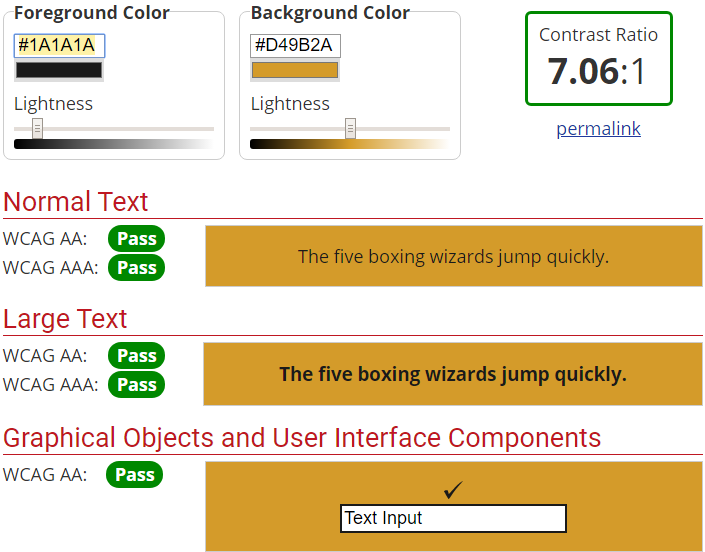 Foreground Color
#1A1A1A
Lightness
Background Color
#D49B2A
Lightness
Contrast Ratio
7.06:1
permalink
Normal Text
WCAG AA: Pass
WCAG AAA: Pass
The five boxing wizards jump quickly.
Large Text
WCAG AA: Pass
WCAG AAA: Pass
The five boxing wizards jump quickly.
Graphical Objects and User Interface Components
WCAG AA: Pass
✓
Text Input